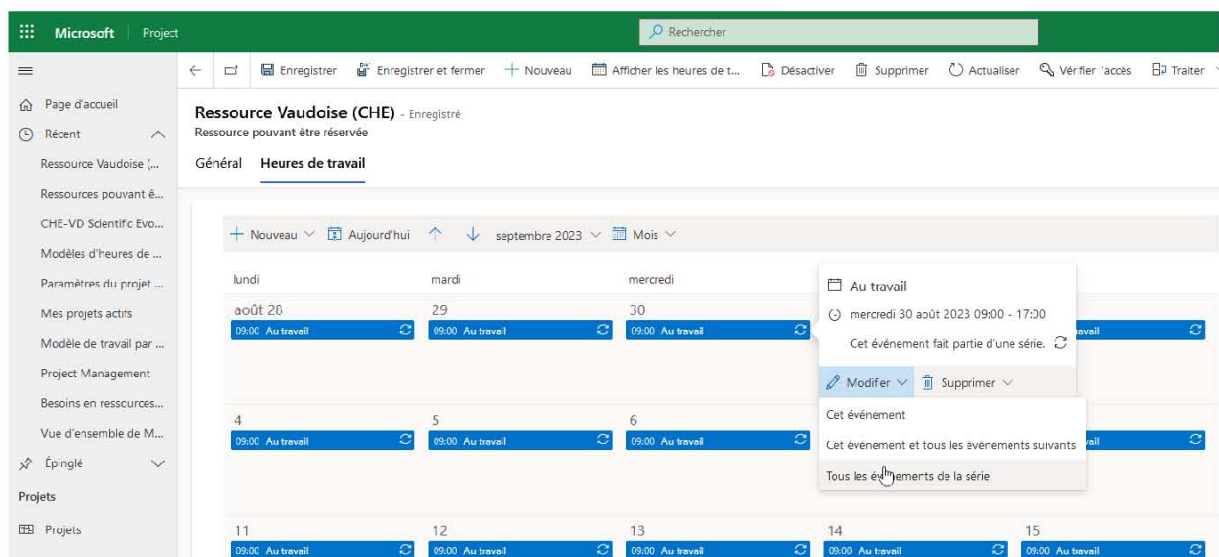 Microsoft Project Rechercher
Enregistrer Enregistrer et fermer Nouveau Afficher les heures de t... Désactiver Supprimer Actualiser Vérifier l'accès Traiter
Page d'accueil
Récent
Ressource Vaudoise (...
Ressources pouvant ê...
CHE-VD Scientific Evo...
Modèles d'heures de ...
Paramètres du projet ...
Mes projets actifs
Modèle de travail par ...
Project Management
Besoins en ressources...
Vue d'ensemble de M...
Épinglé
Projets
Projets
Ressource Vaudoise (CHE) - Enregistré
Ressource pouvant être réservée
Général Heures de travail
Nouveau Aujourd'hui septembre 2023 Mois
lundi mardi mercredi
août 28 29 30
09:00 Au travail 09:00 Au travail 09:00 Au travail avail
Au travail
mercredi 30 août 2023 09:00 - 17:00
Cet événement fait partie d'une série.
Modifier Supprimer
Cet événement
Cet événement et tous les événements suivants
Tous les événements de la série
4 5 6
09:00 Au travail 09:00 Au travail 09:00 Au travail vail
11 12 13 14 15
09:00 Au travail 09:00 Au travail 09:00 Au travail 09:00 Au travail 09:00 Au travail